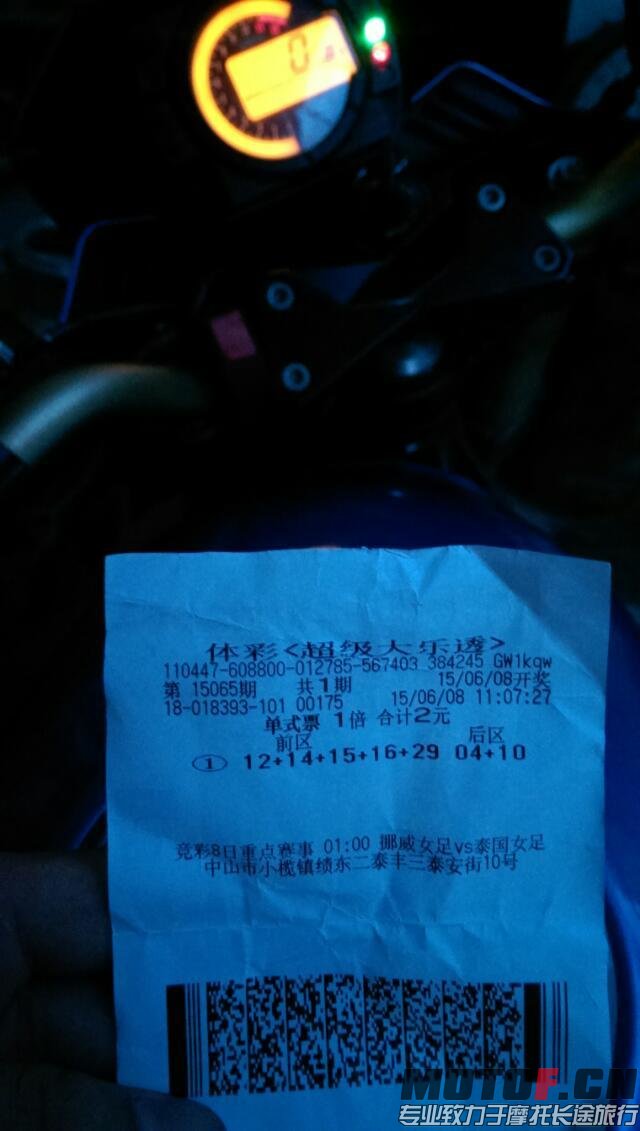 0
体彩<超级大乐透>
110447-608800-012785-567403 384245 GW1kqw
第 15065期 共1期 15/06/08开奖
18-018393-101 00175 15/06/08 11:07:27
单式票 1倍 合计2元
前区 后区
① 12+14+15+16+29 04+10
竞彩8日重点赛事 01:00 挪威女足vs泰国女足
中山市小榄镇绩东二泰丰三泰安街10号
MOTOF.CN
专业致力于摩托长途旅行